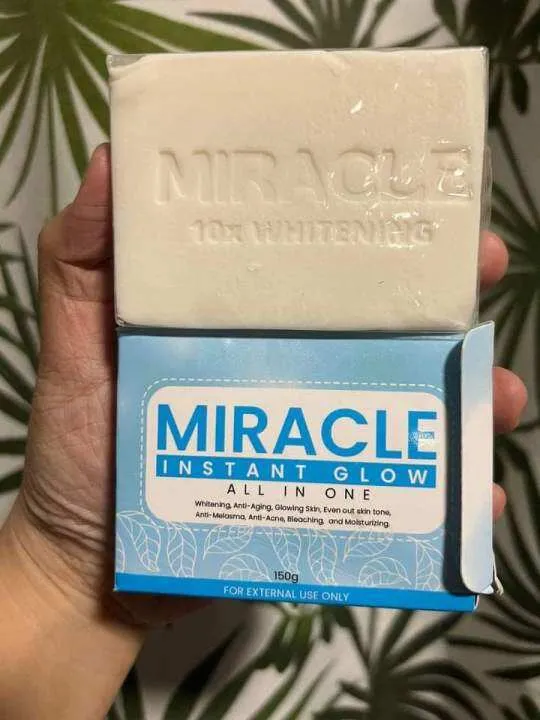 MIRACLE
10x WHITENING
MIRACLE
INSTANT GLOW
ALL IN ONE
Whitening, Anti-Aging, Glowing Skin, Even out skin tone,
Anti-Melasma, Anti-Acne, Bleaching, and Moisturizing.
150g
FOR EXTERNAL USE ONLY